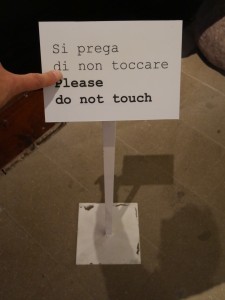 Si prega
di non toccare
Please
do not touch